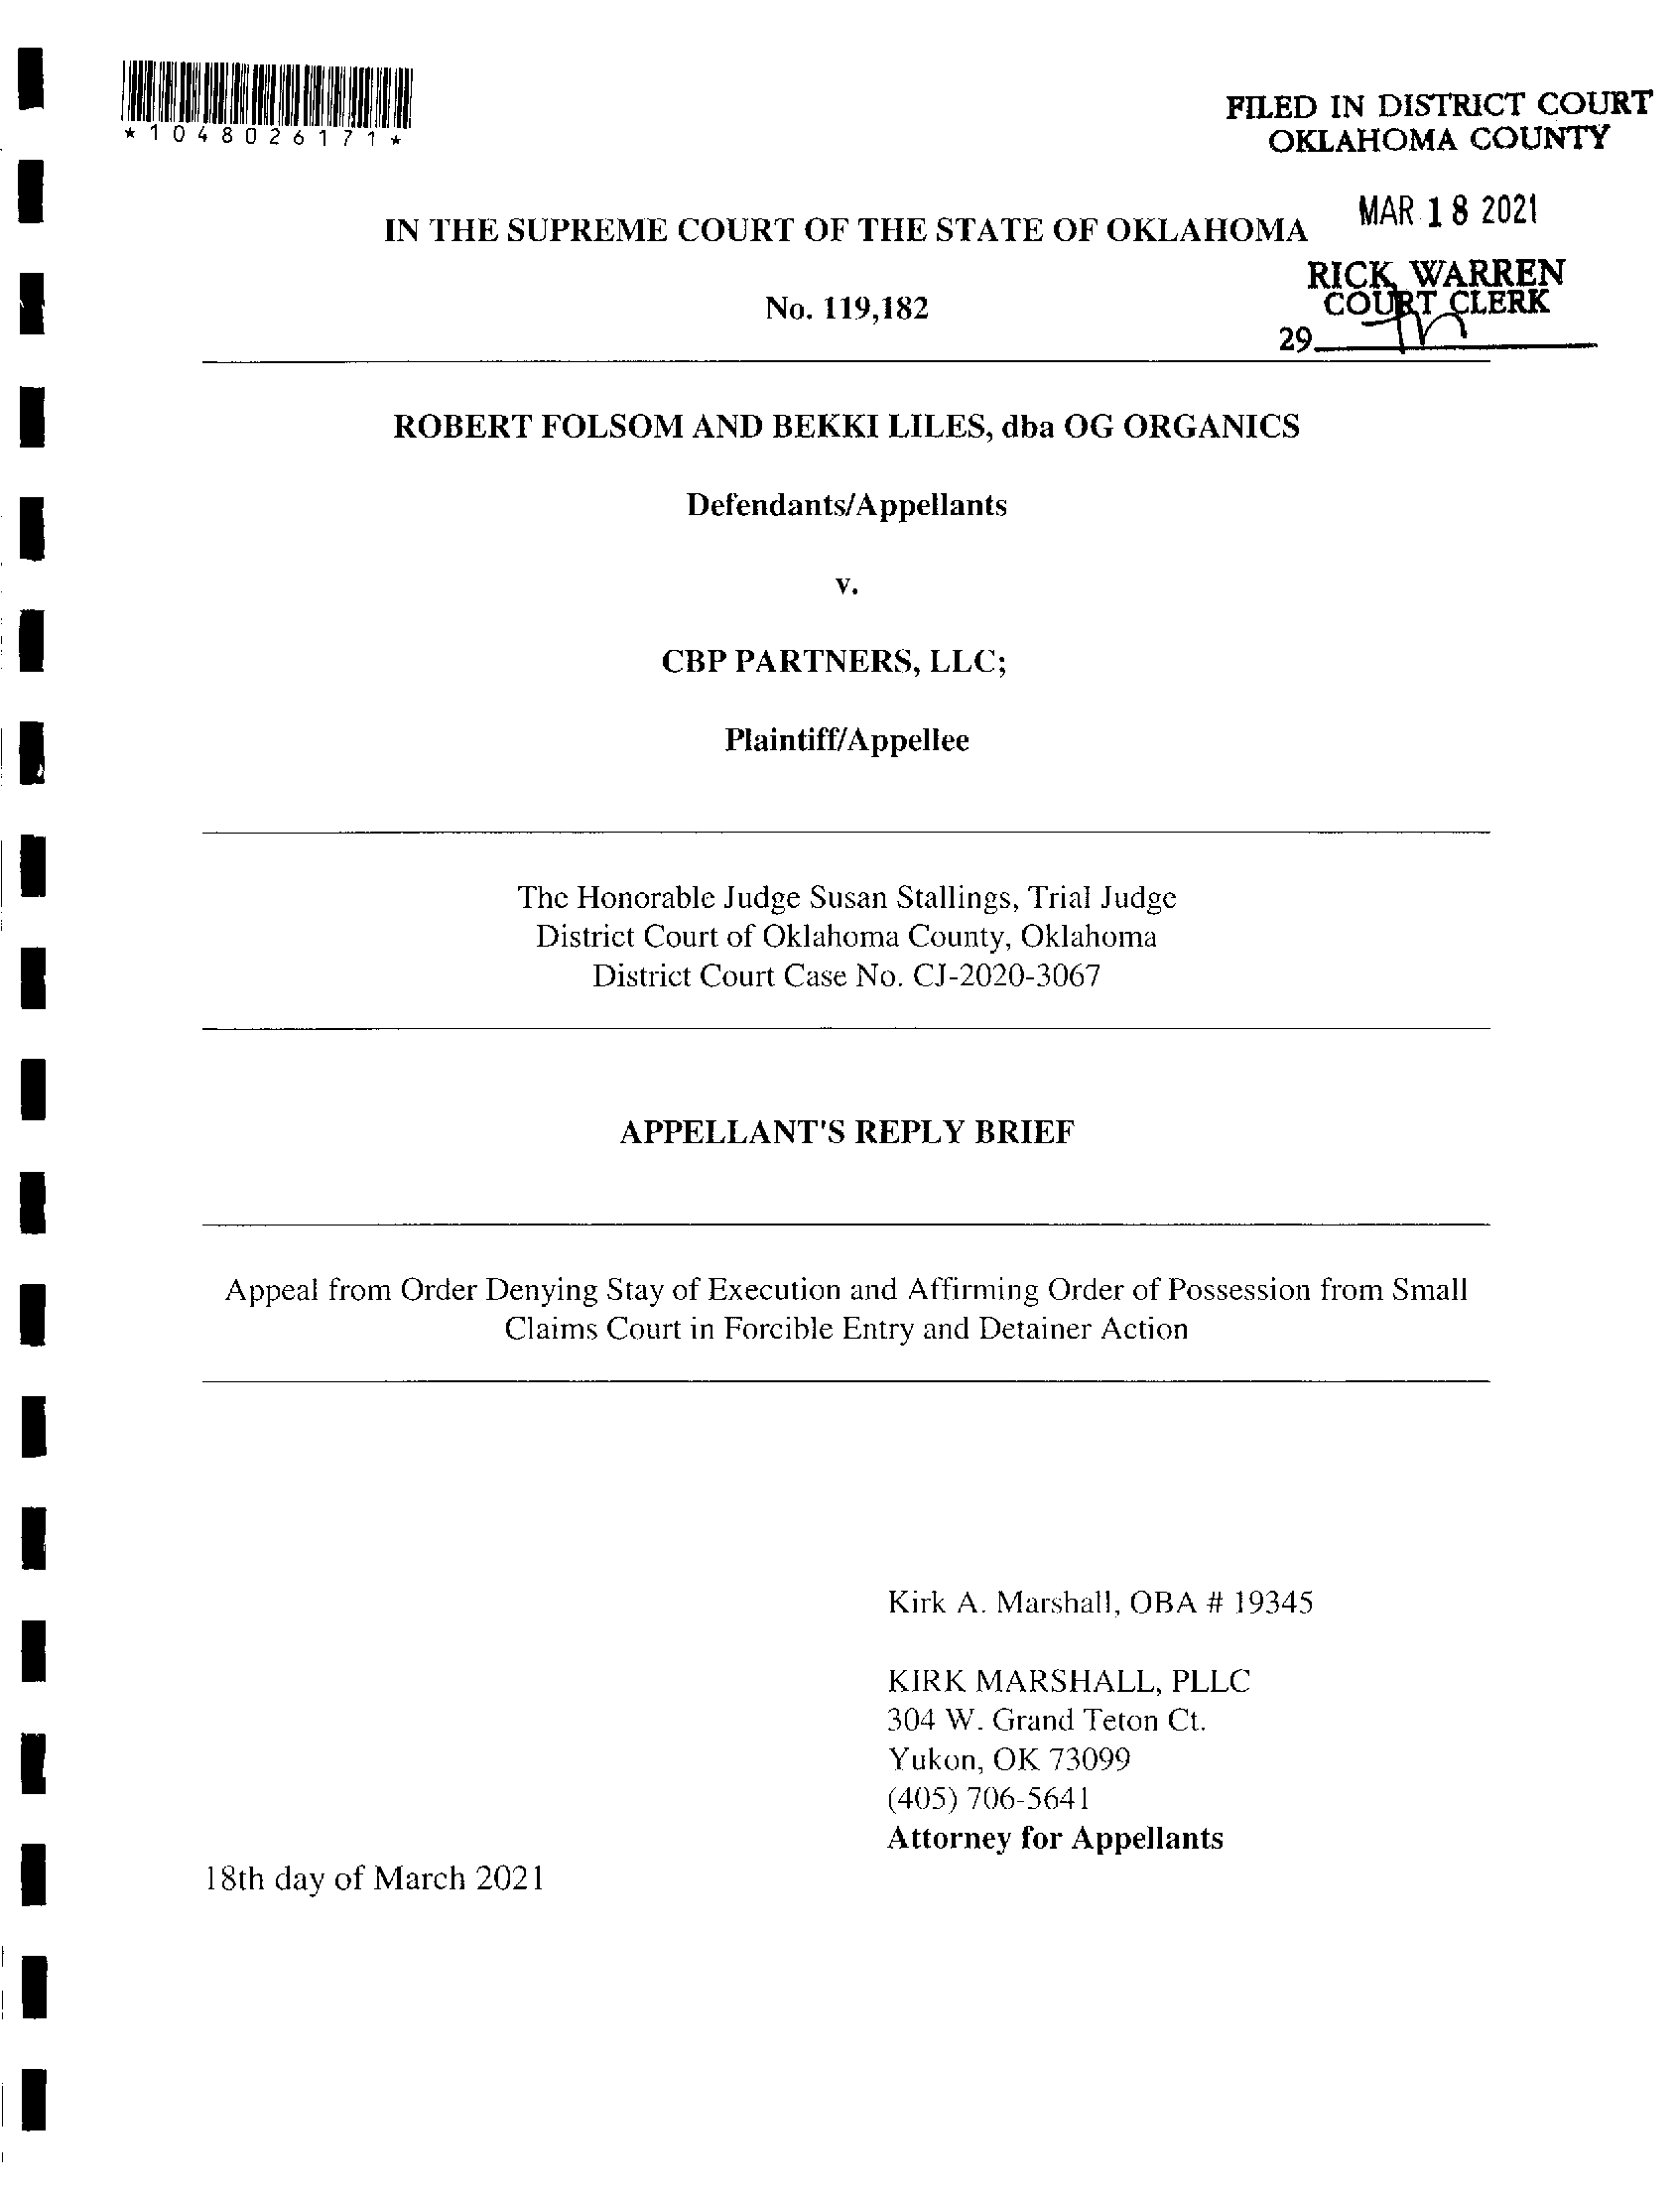 *1048026171*
FILED IN DISTRICT COURT
OKLAHOMA COUNTY
MAR 18 2021
RICK WARREN
COURT CLERK
29
IN THE SUPREME COURT OF THE STATE OF OKLAHOMA
No. 119,182
ROBERT FOLSOM AND BEKKI LILES, dba OG ORGANICS
Defendants/Appellants
v.
CBP PARTNERS, LLC;
Plaintiff/Appellee
The Honorable Judge Susan Stallings, Trial Judge
District Court of Oklahoma County, Oklahoma
District Court Case No. CJ-2020-3067
APPELLANT'S REPLY BRIEF
Appeal from Order Denying Stay of Execution and Affirming Order of Possession from Small
Claims Court in Forcible Entry and Detainer Action
Kirk A. Marshall, OBA # 19345
KIRK MARSHALL, PLLC
304 W. Grand Teton Ct.
Yukon, OK 73099
(405) 706-5641
Attorney for Appellants
18th day of March 2021